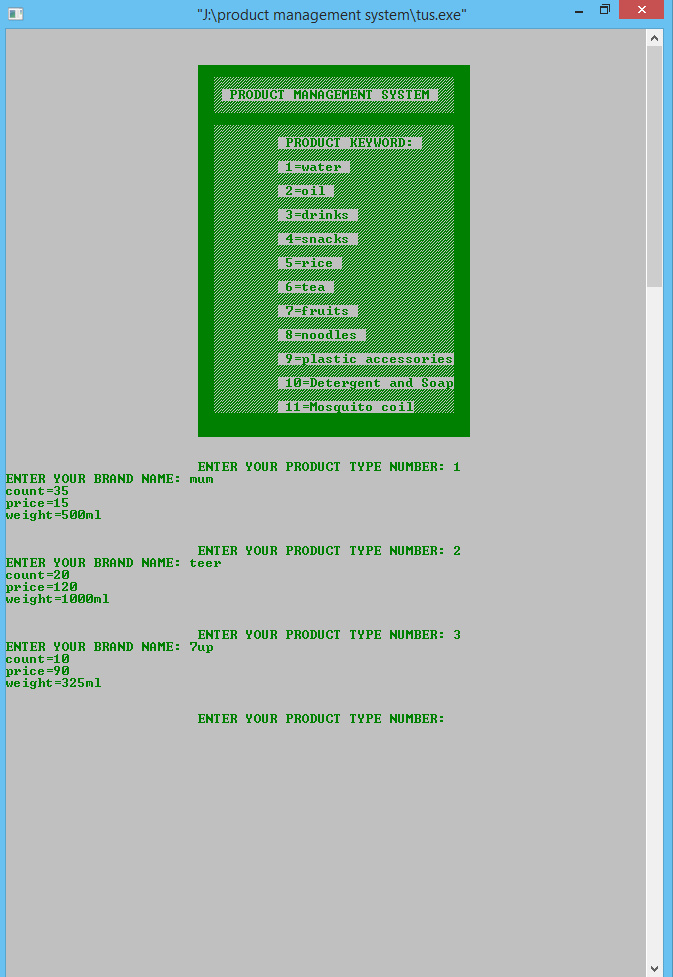 "J:\product management system\tus.exe"
PRODUCT MANAGEMENT SYSTEM
PRODUCT KEYWORD:
1=water
2=oil
3=drinks
4=snacks
5=rice
6=tea
7=fruits
8=noodles
9=plastic accessories
10=Detergent and Soap
11=Mosquito coil
ENTER YOUR PRODUCT TYPE NUMBER: 1
ENTER YOUR BRAND NAME: mum
count=35
price=15
weight=500ml
ENTER YOUR PRODUCT TYPE NUMBER: 2
ENTER YOUR BRAND NAME: teer
count=20
price=120
weight=1000ml
ENTER YOUR PRODUCT TYPE NUMBER: 3
ENTER YOUR BRAND NAME: 7up
count=10
price=90
weight=325ml
ENTER YOUR PRODUCT TYPE NUMBER: